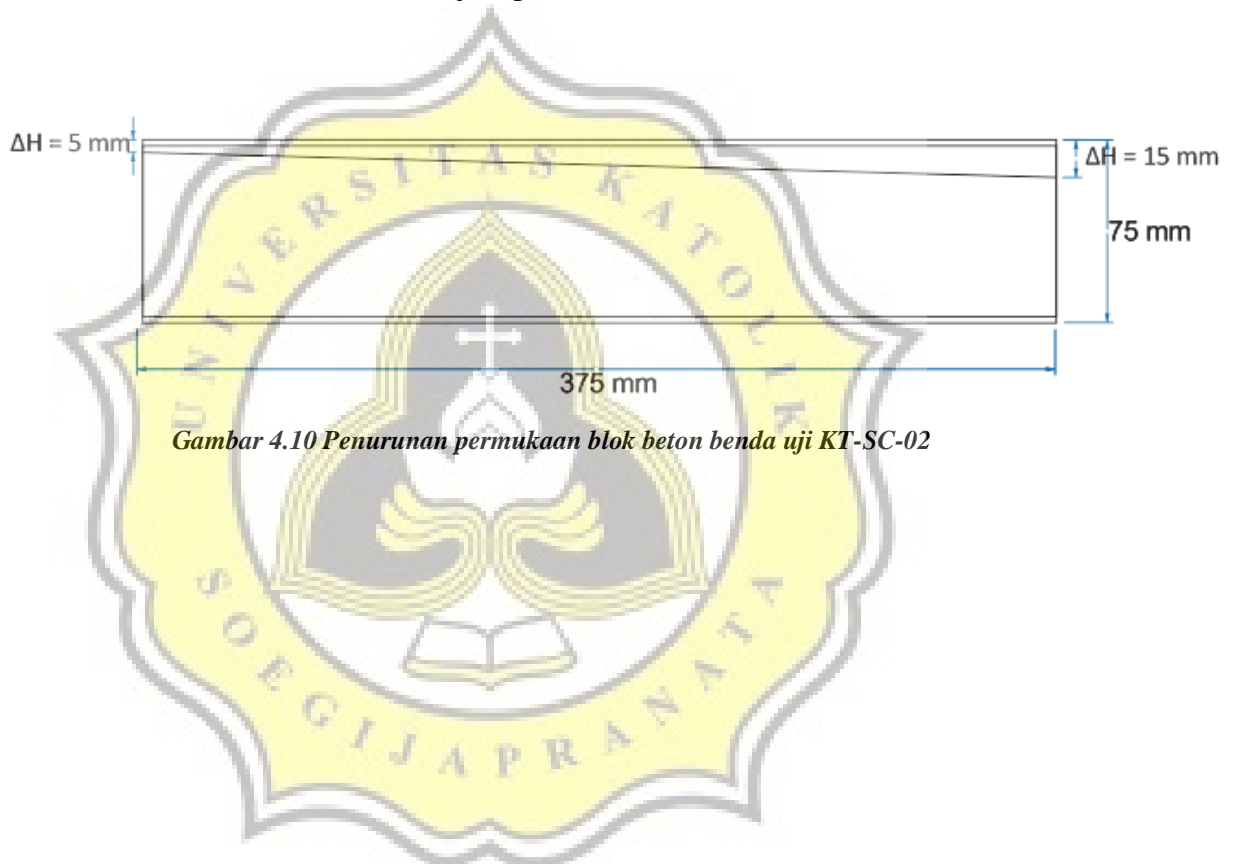 ΔH = 5 mm
ΔH = 15 mm
75 mm
375 mm
Gambar 4.10 Penurunan permukaan blok beton benda uji KT-SC-02
UNIVERSITAS KATOLIK
SOEGIJAPRANATA